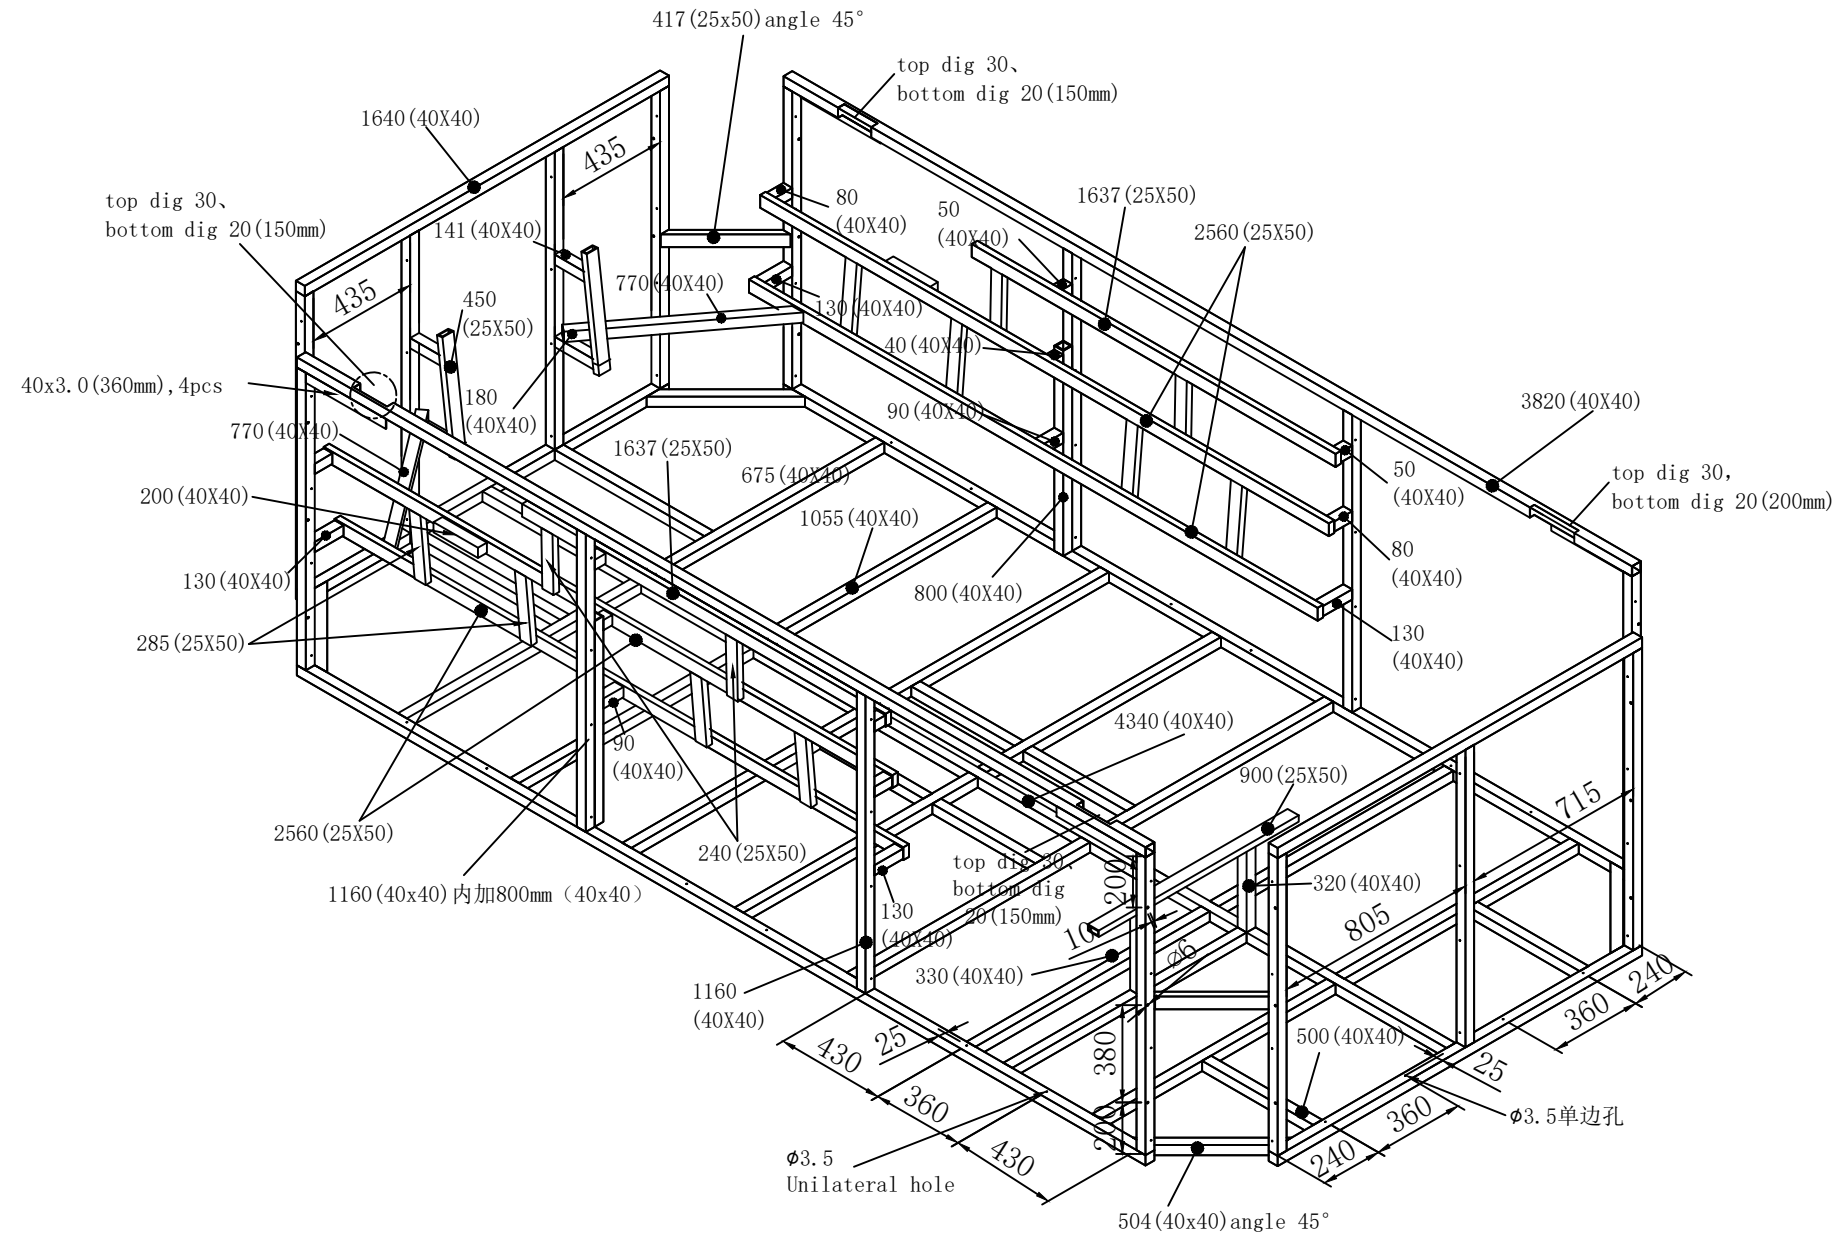 417(25x50)angle 45°
top dig 30、
bottom dig 20(150mm)
1640(40X40)
435
top dig 30、
bottom dig 20(150mm)
141(40X40)
80
(40X40)
50
(40X40)
1637(25X50)
2560(25X50)
435
450
(25X50)
770(40X40)
130(40X40)
40(40X40)
40x3.0(360mm),4pcs
180
(40X40)
90(40X40)
3820(40X40)
770(40X40)
1637(25X50)
675(40X40)
50
(40X40)
top dig 30,
bottom dig 20(200mm)
200(40X40)
1055(40X40)
130(40X40)
800(40X40)
80
(40X40)
285(25X50)
130
(40X40)
4340(40X40)
90
(40X40)
900(25X50)
715
2560(25X50)
240(25X50)
1160(40x40)内加800mm（40x40）
top dig 30、
bottom dig
20(150mm)
200
320(40X40)
130
(40X40)
805
10
ø6
330(40X40)
1160
(40X40)
240
360
25
430
380
500(40X40)
25
360
200
360
ø3.5单边孔
430
240
ø3.5
Unilateral hole
504(40x40)angle 45°